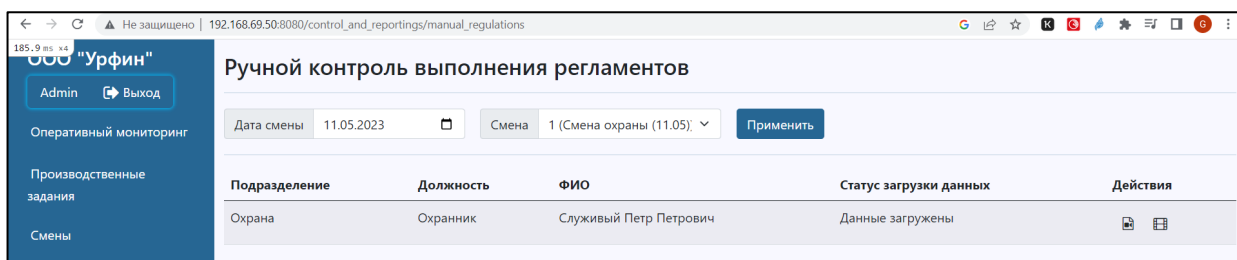 Не защищено | 192.168.69.50:8080/control_and_reportings/manual_regulations
185.9 ms x4
ООО "Урфин"
Admin Выход
Оперативный мониторинг
Производственные
задания
Смены
Ручной контроль выполнения регламентов
Дата смены 11.05.2023 Смена 1 (Смена охраны (11.05)) Применить
Подразделение Должность ФИО Статус загрузки данных Действия
Охрана Охранник Служивый Петр Петрович Данные загружены